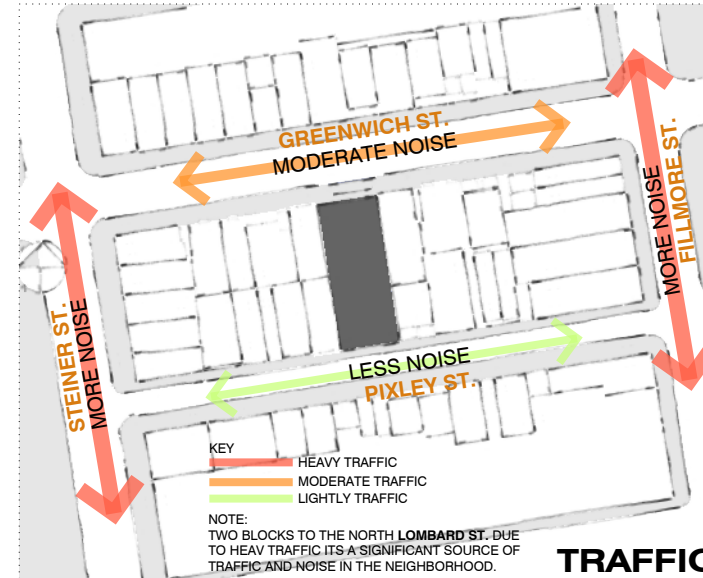 GREENWICH ST.
MODERATE NOISE
MORE NOISE
FILLMORE ST.
STEINER ST.
MORE NOISE
LESS NOISE
PIXLEY ST.
KEY
HEAVY TRAFFIC
MODERATE TRAFFIC
LIGHTLY TRAFFIC
NOTE:
TWO BLOCKS TO THE NORTH LOMBARD ST. DUE
TO HEAV TRAFFIC ITS A SIGNIFICANT SOURCE OF
TRAFFIC AND NOISE IN THE NEIGHBORHOOD.
TRAFFIC